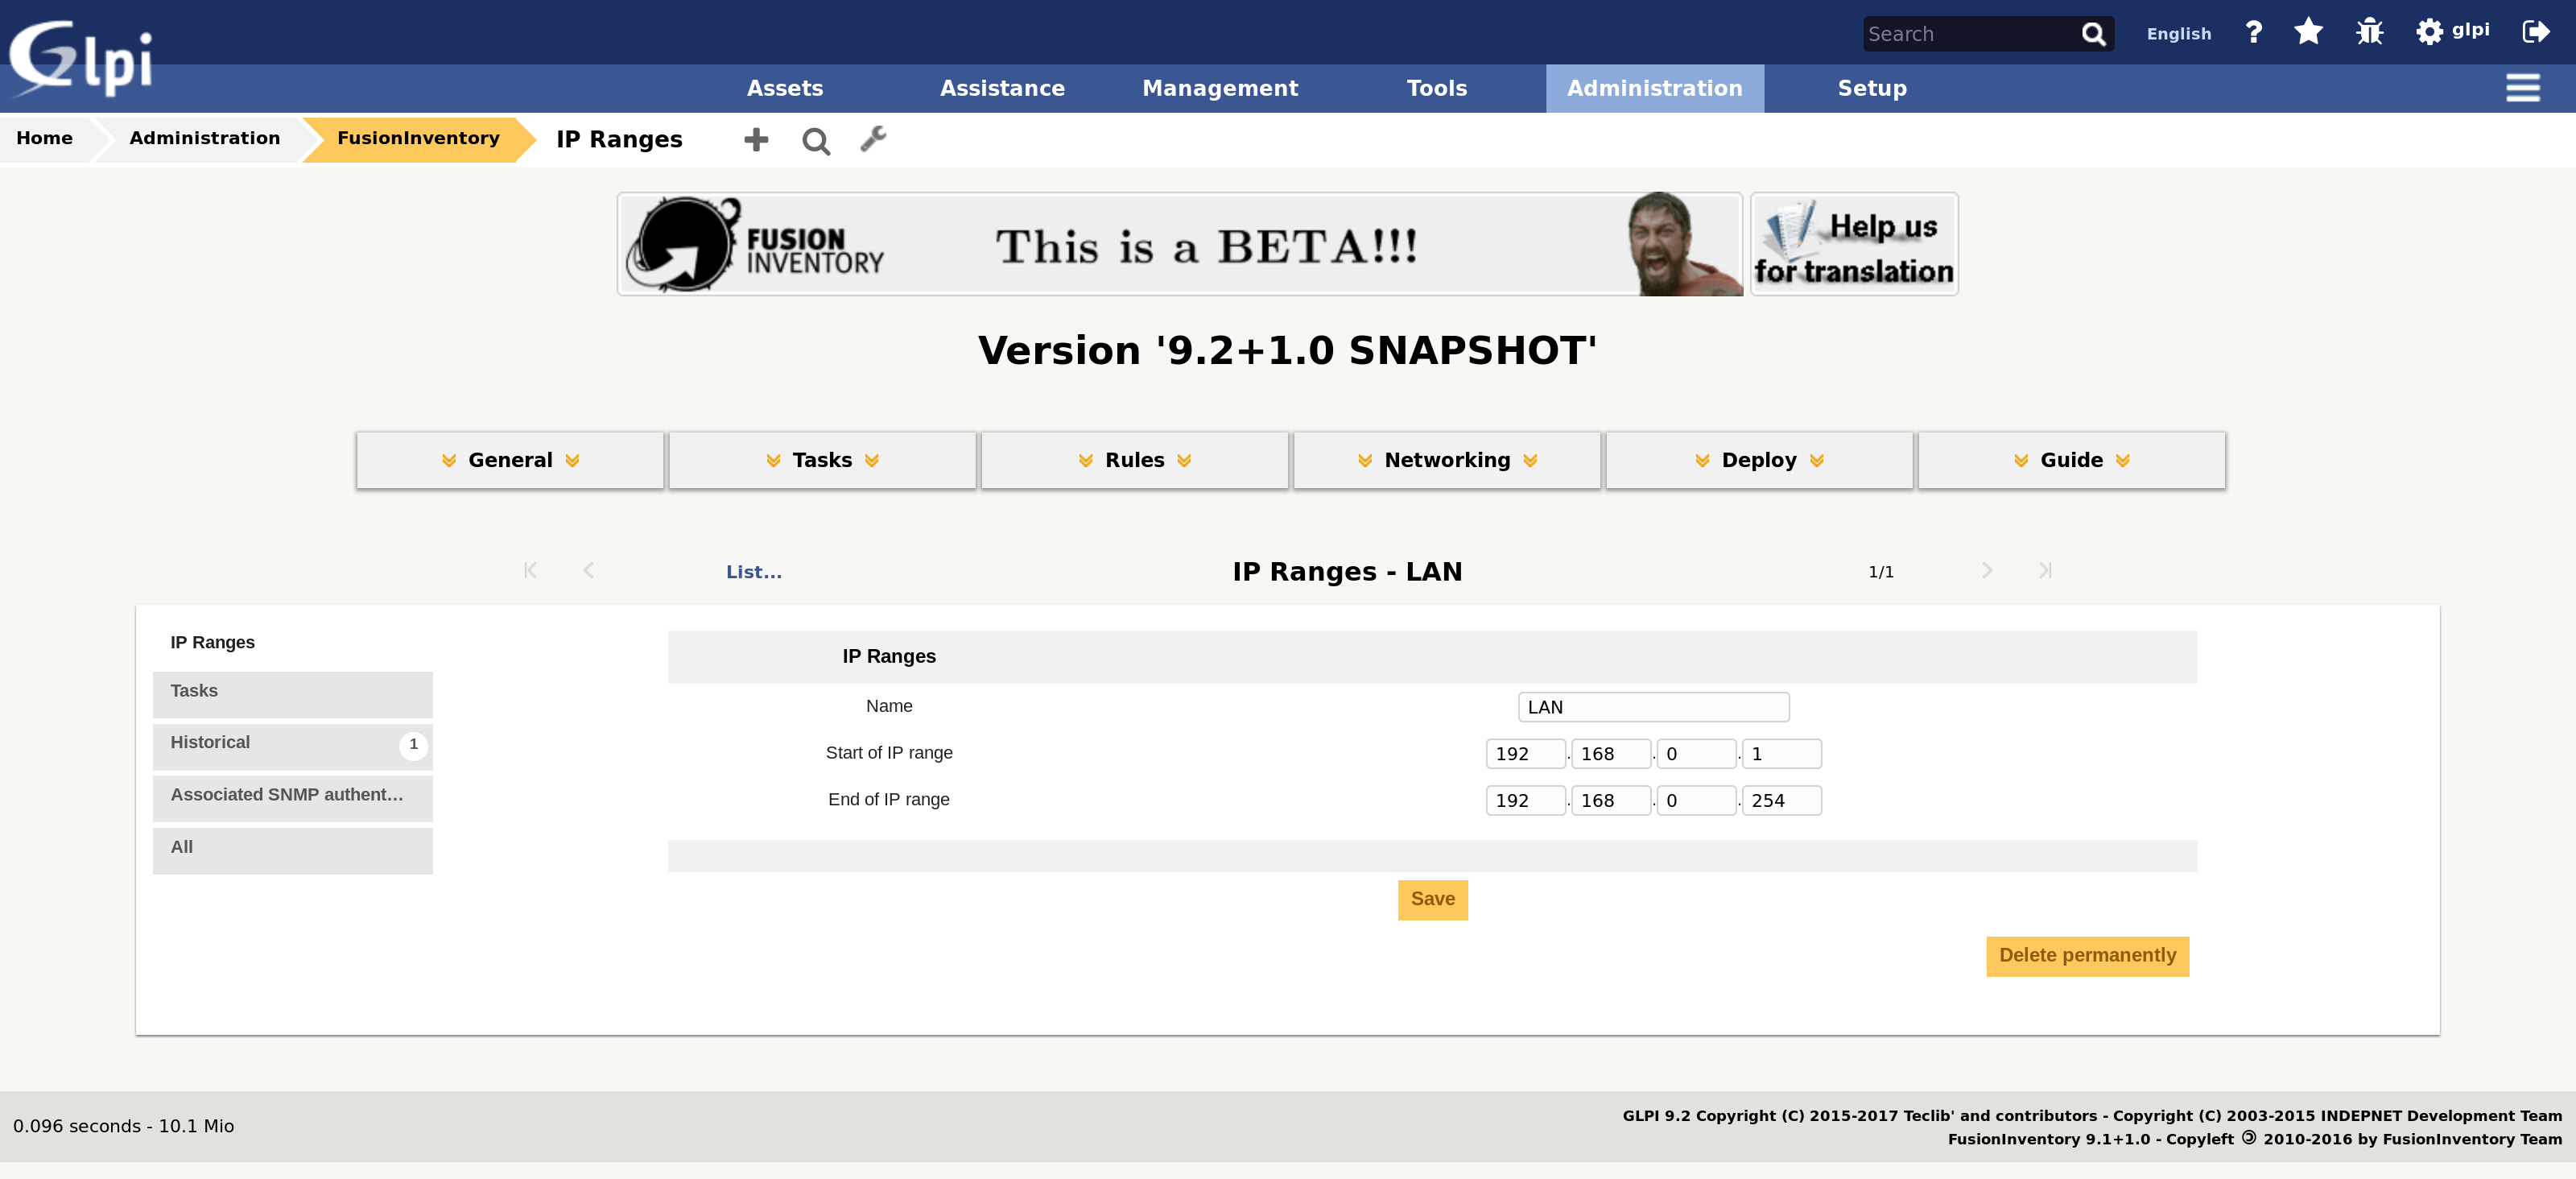 Glpi
Search
English
glpi
Assets Assistance Management Tools Administration Setup
Home Administration FusionInventory IP Ranges
FUSION
INVENTORY
This is a BETA!!!
Help us
for translation
Version '9.2+1.0 SNAPSHOT'
General Tasks Rules Networking Deploy Guide
List... IP Ranges - LAN 1/1
IP Ranges
Tasks
Historical 1
Associated SNMP authent…
All
IP Ranges
Name LAN
Start of IP range 192 . 168 . 0 . 1
End of IP range 192 . 168 . 0 . 254
Save
Delete permanently
0.096 seconds - 10.1 Mio
GLPI 9.2 Copyright (C) 2015-2017 Teclib' and contributors - Copyright (C) 2003-2015 INDEPNET Development Team
FusionInventory 9.1+1.0 - Copyleft 🄯 2010-2016 by FusionInventory Team